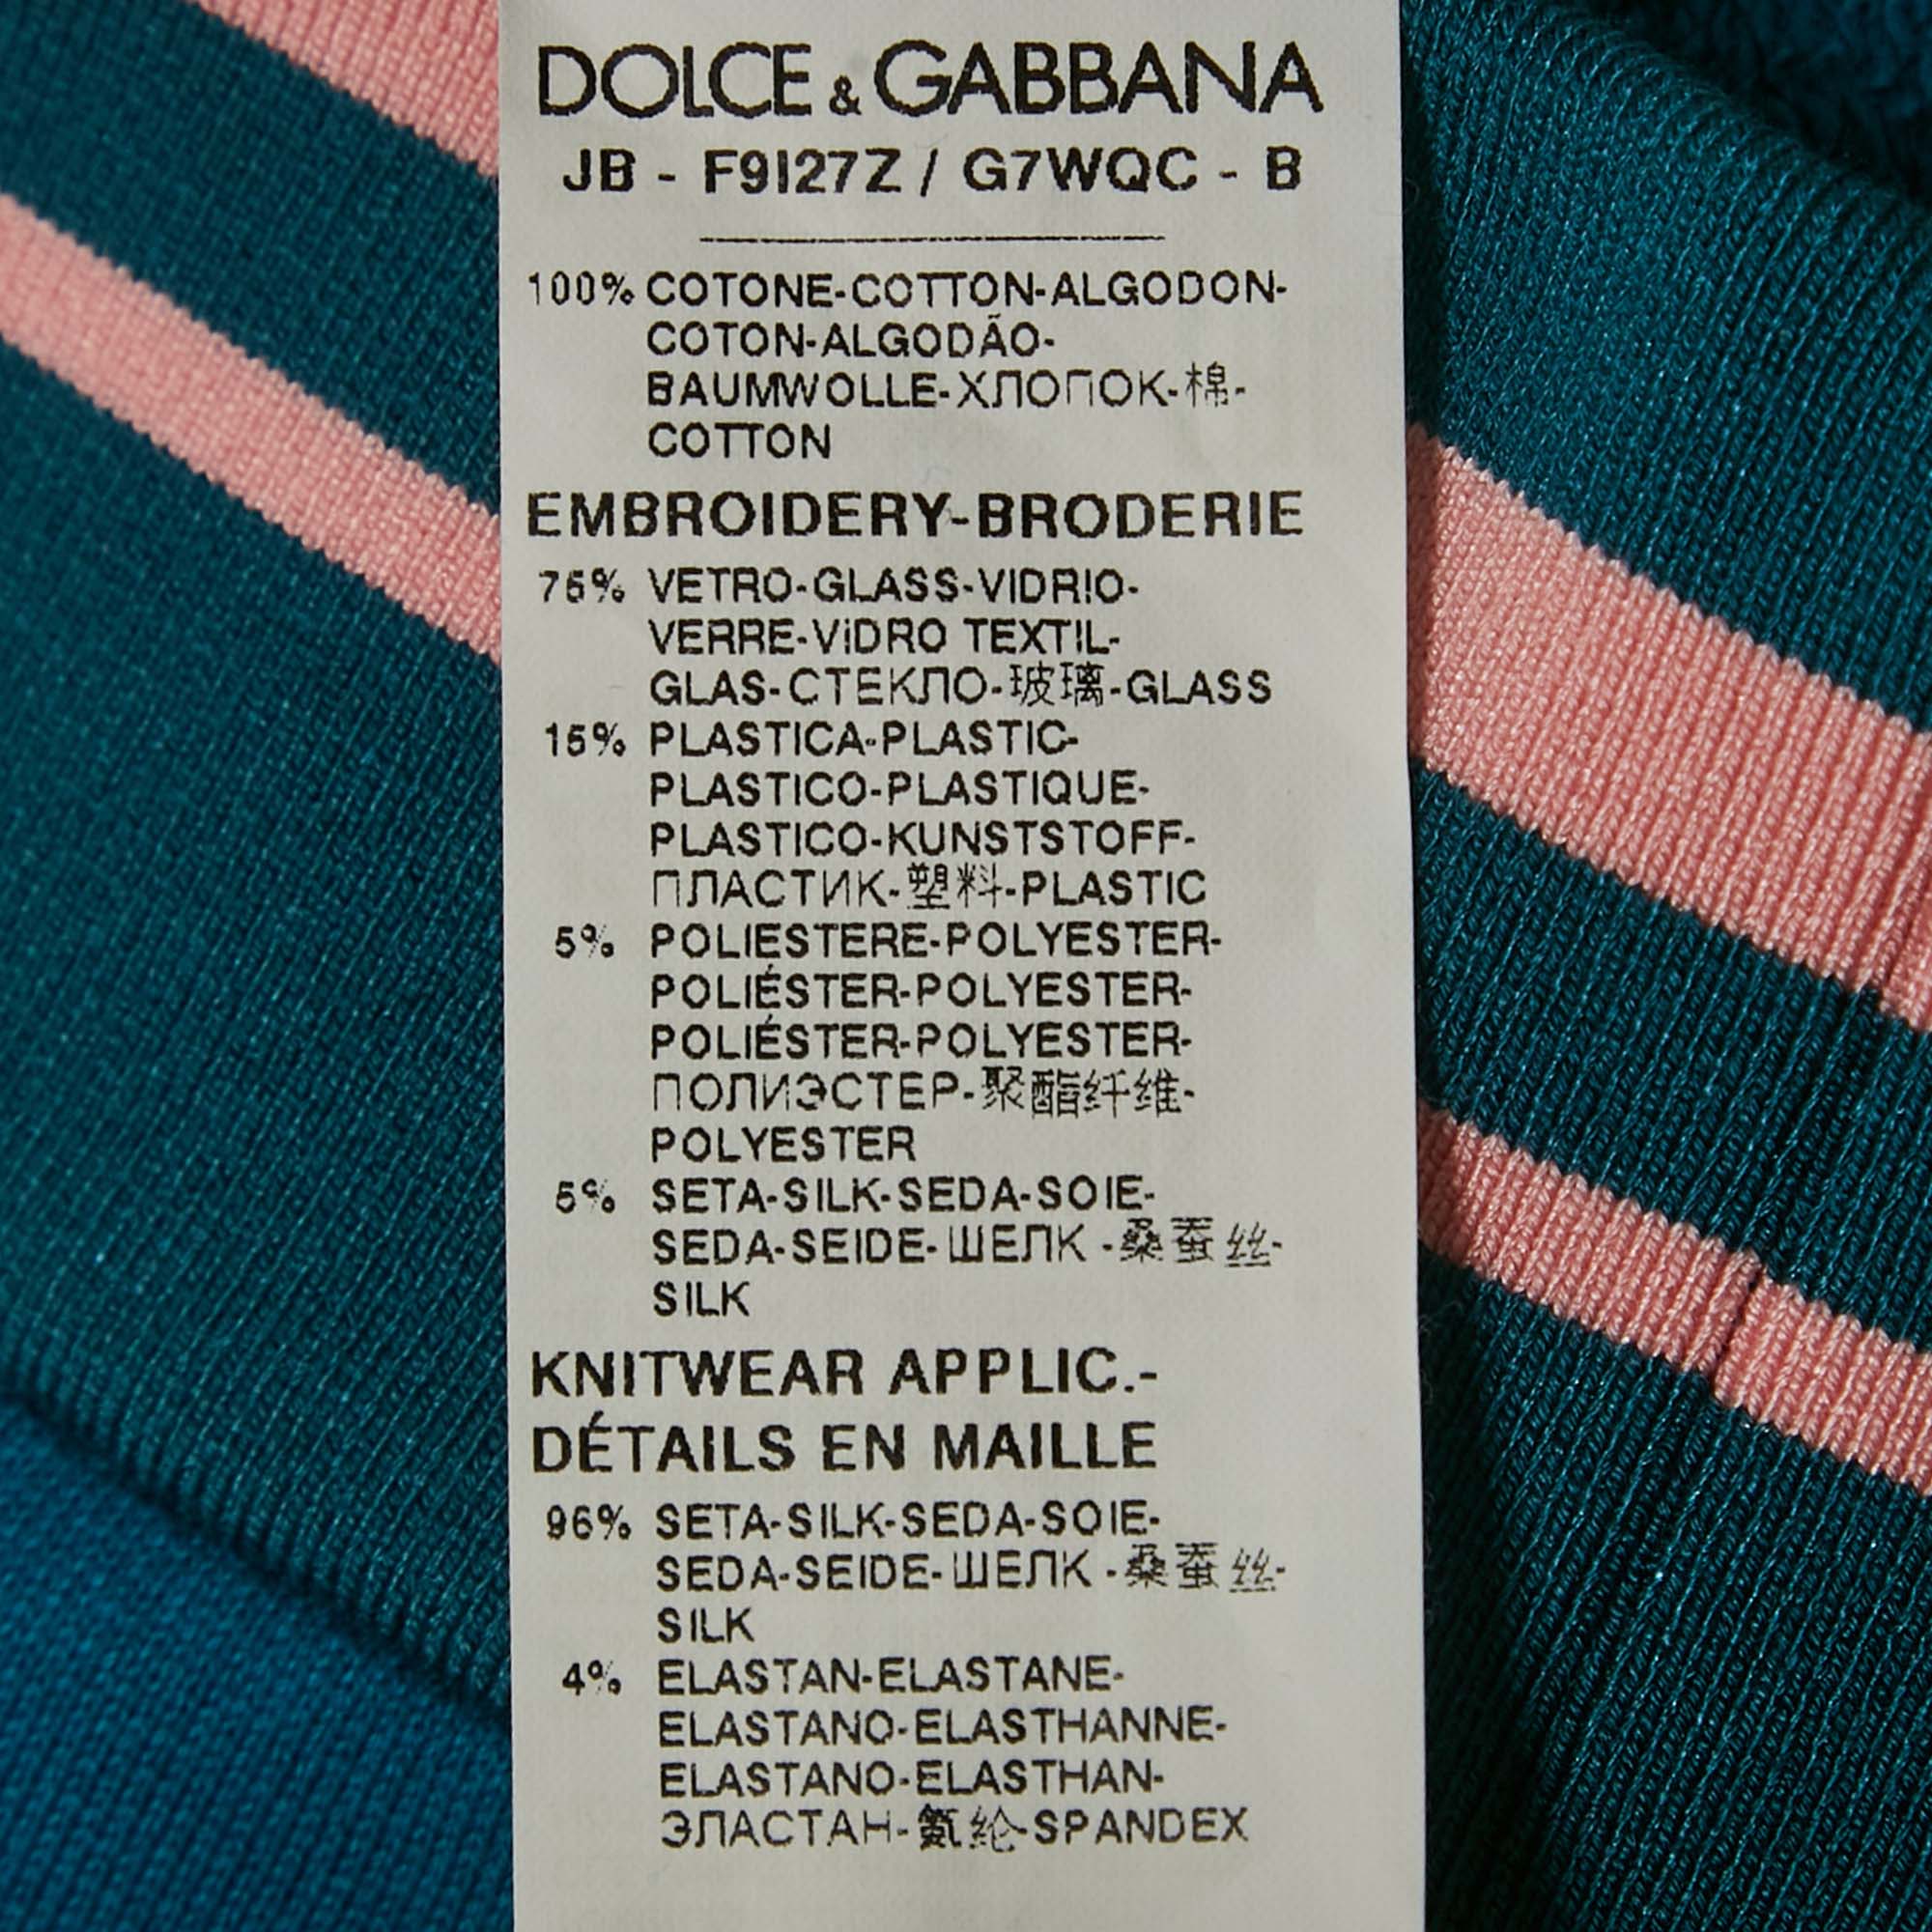 DOLCE & GABBANA
JB - F9I27Z / G7WQC - B
100% COTONE-COTTON-ALGODON-
COTON-ALGODÃO-
BAUMWOLLE-ХЛОПОК-棉-
COTTON
EMBROIDERY-BRODERIE
75% VETRO-GLASS-VIDRIO-
VERRE-VIDRO TEXTIL-
GLAS-СТЕКЛО-玻璃-GLASS
15% PLASTICA-PLASTIC-
PLASTICO-PLASTIQUE-
PLASTICO-KUNSTSTOFF-
ПЛАСТИК-塑料-PLASTIC
5% POLIESTERE-POLYESTER-
POLIÉSTER-POLYESTER-
POLIÉSTER-POLYESTER-
ПОЛИЭСТЕР-聚酯纤维-
POLYESTER
5% SETA-SILK-SEDA-SOIE-
SEDA-SEIDE-ШЕЛК -桑蚕丝-
SILK
KNITWEAR APPLIC.-
DÉTAILS EN MAILLE
96% SETA-SILK-SEDA-SOIE-
SEDA-SEIDE-ШЕЛК -桑蚕丝-
SILK
4% ELASTAN-ELASTANE-
ELASTANO-ELASTHANNE-
ELASTANO-ELASTHAN-
ЭЛАСТАН-氨纶-SPANDEX